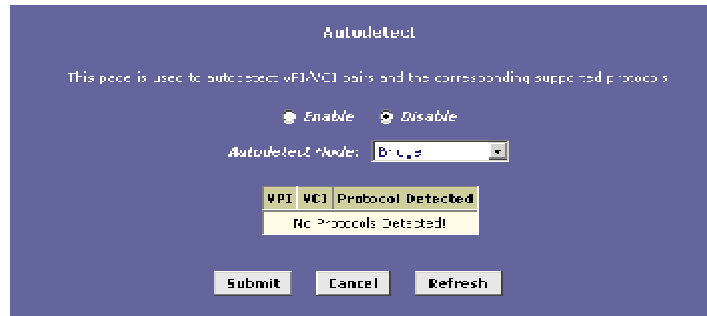 Autodetect
This page is used to autodetect VPI/VCI pairs and the corresponding supported protocols
Enable Disable
Autodetect Mode: Bridge
VPI VCI Protocol Detected
No Protocols Detected!
Submit Cancel Refresh